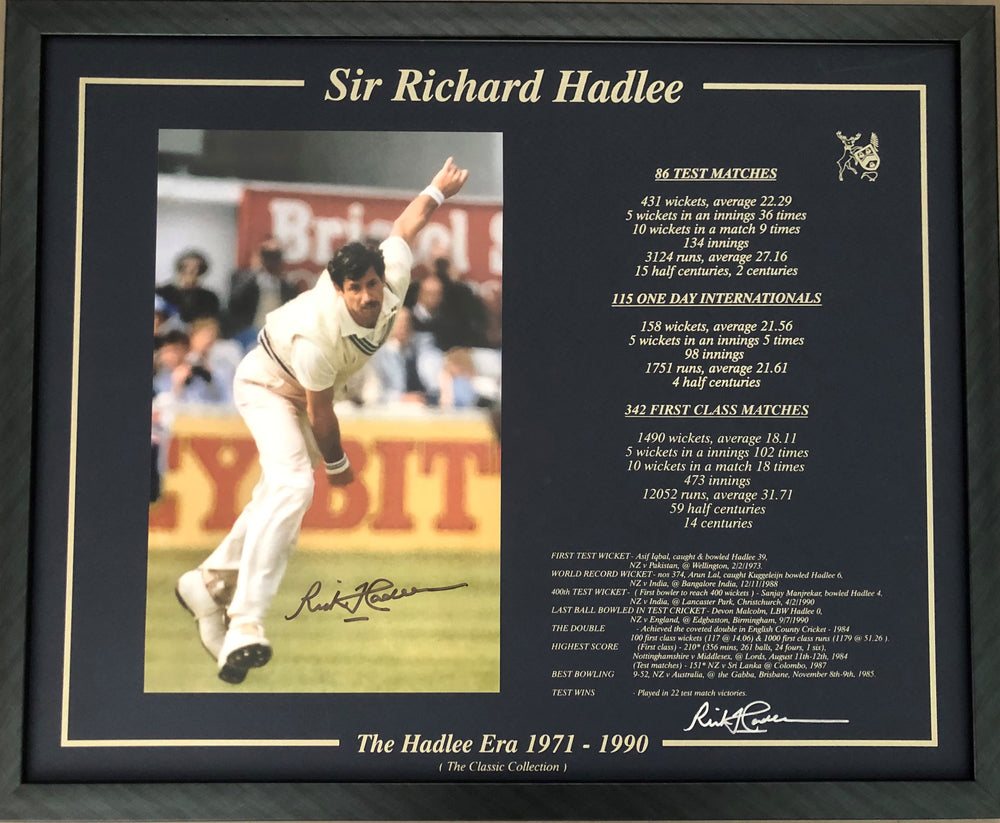 Sir Richard Hadlee
Bristol S
YBIT
Rich Hadlee
86 TEST MATCHES
431 wickets, average 22.29
5 wickets in an innings 36 times
10 wickets in a match 9 times
134 innings
3124 runs, average 27.16
15 half centuries, 2 centuries
115 ONE DAY INTERNATIONALS
158 wickets, average 21.56
5 wickets in an innings 5 times
98 innings
1751 runs, average 21.61
4 half centuries
342 FIRST CLASS MATCHES
1490 wickets, average 18.11
5 wickets in a innings 102 times
10 wickets in a match 18 times
473 innings
12052 runs, average 31.71
59 half centuries
14 centuries
FIRST TEST WICKET - Asif Iqbal, caught & bowled Hadlee 39,
NZ v Pakistan, @ Wellington, 2/2/1973.
WORLD RECORD WICKET - nos 374, Arun Lal, caught Kuggeleijn bowled Hadlee 6,
NZ v India, @ Bangalore India, 12/11/1988
400th TEST WICKET - ( First bowler to reach 400 wickets ) - Sanjay Manjrekar, bowled Hadlee 4,
NZ v India, @ Lancaster Park, Christchurch, 4/2/1990
LAST BALL BOWLED IN TEST CRICKET - Devon Malcolm, LBW Hadlee 0,
NZ v England, @ Edgbaston, Birmingham, 9/7/1990
THE DOUBLE - Achieved the coveted double in English County Cricket - 1984
100 first class wickets (117 @ 14.06) & 1000 first class runs (1179 @ 51.26 ).
HIGHEST SCORE (First class) - 210* (356 mins, 261 balls, 24 fours, 1 six),
Nottinghamshire v Middlesex, @ Lords, August 11th-12th, 1984
(Test matches) - 151* NZ v Sri Lanka @ Colombo, 1987
BEST BOWLING 9-52, NZ v Australia, @ the Gabba, Brisbane, November 8th-9th, 1985.
TEST WINS - Played in 22 test match victories.
Rich Hadlee
The Hadlee Era 1971 - 1990
( The Classic Collection )